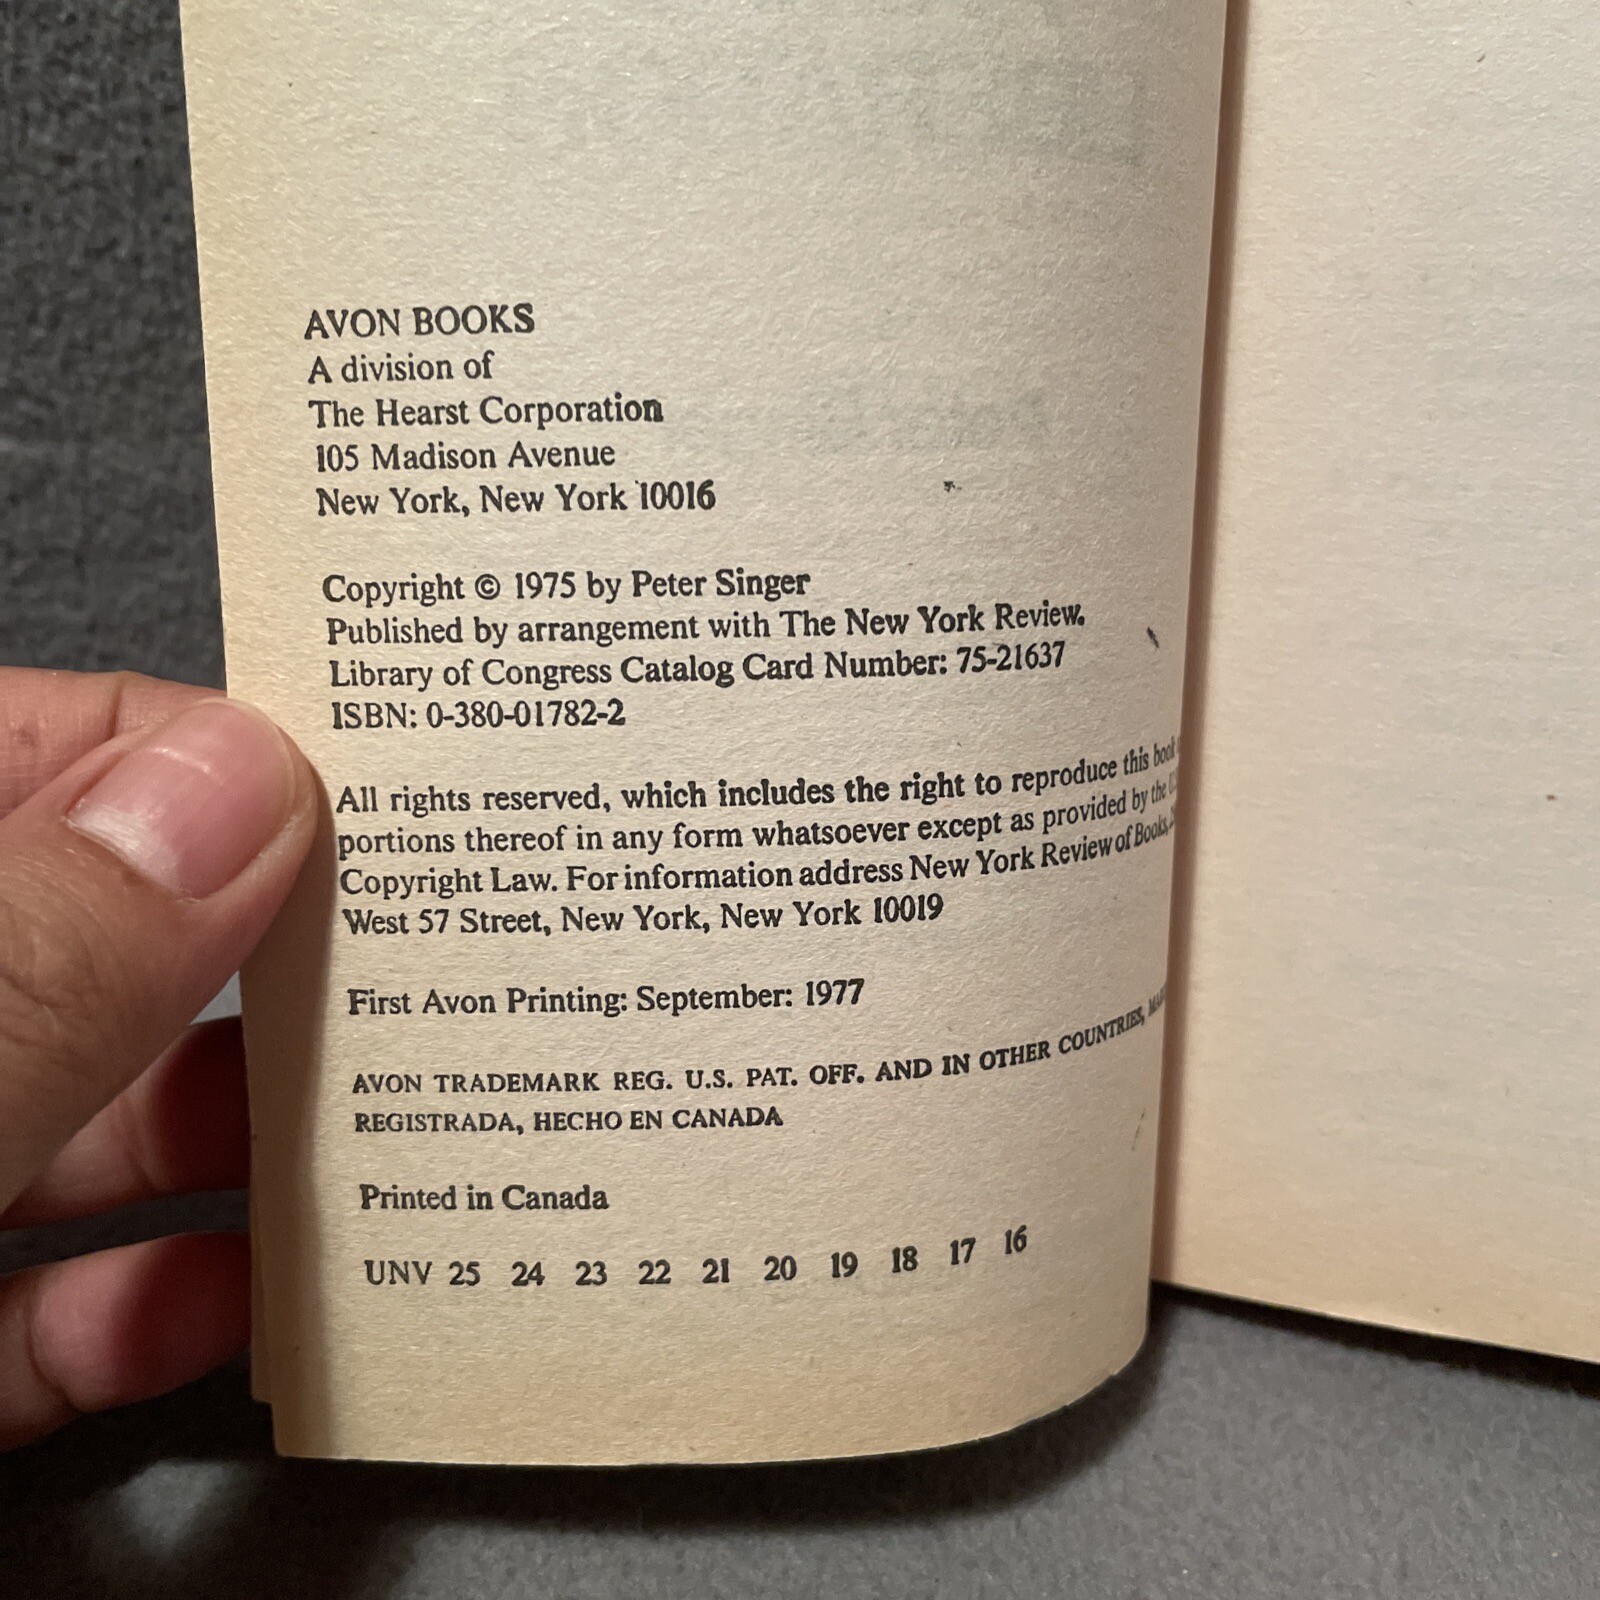 AVON BOOKS
A division of
The Hearst Corporation
105 Madison Avenue
New York, New York 10016
Copyright © 1975 by Peter Singer
Published by arrangement with The New York Review.
Library of Congress Catalog Card Number: 75-21637
ISBN: 0-380-01782-2
All rights reserved, which includes the right to reproduce this book
portions thereof in any form whatsoever except as provided by the
Copyright Law. For information address New York Review of Books,
West 57 Street, New York, New York 10019
First Avon Printing: September: 1977
AVON TRADEMARK REG. U.S. PAT. OFF. AND IN OTHER COUNTRIES,
REGISTRADA, HECHO EN CANADA
Printed in Canada
UNV 25 24 23 22 21 20 19 18 17 16